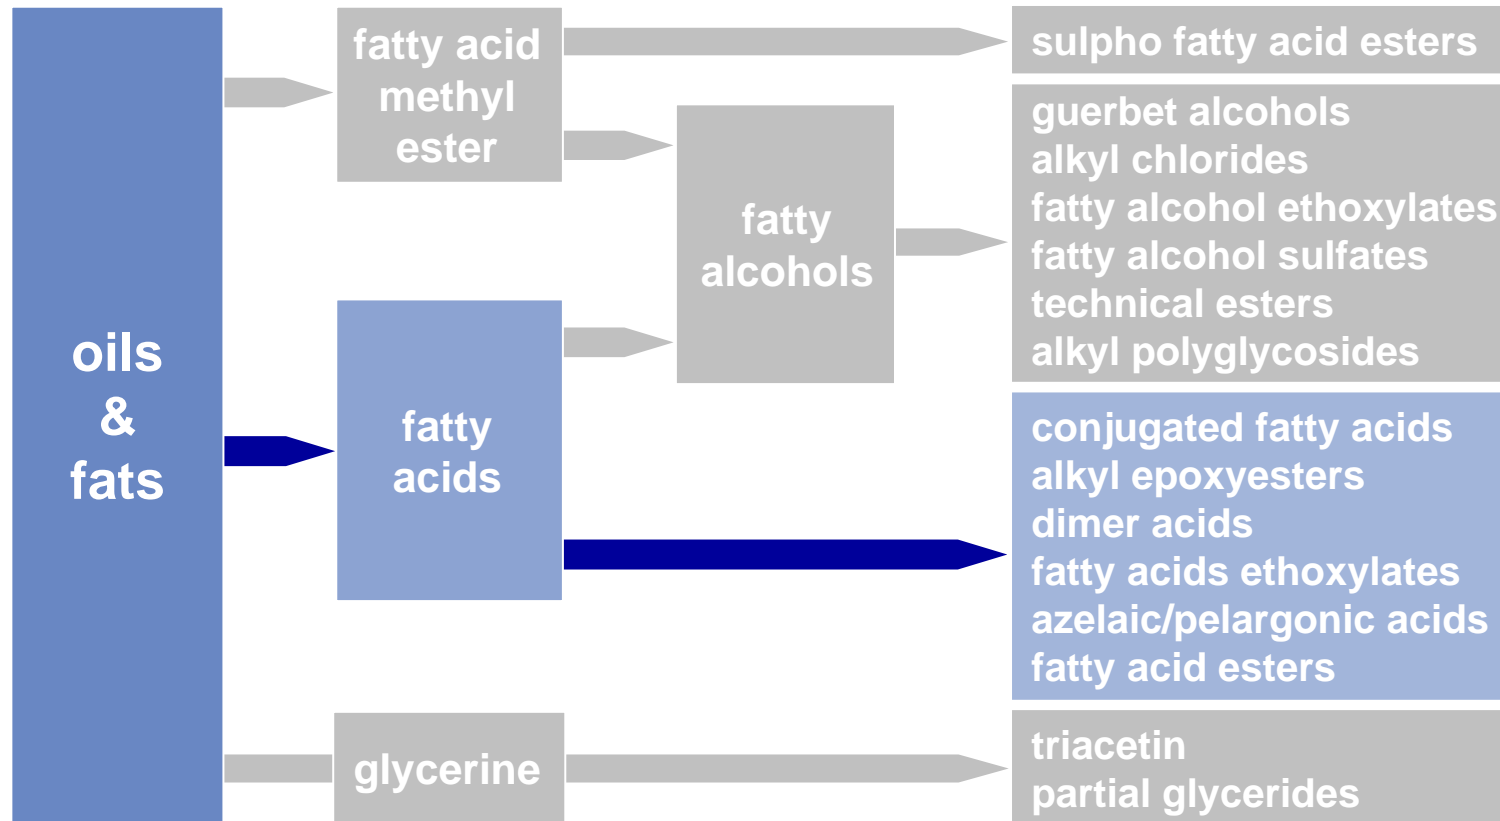 oils
&
fats
fatty acid
methyl
ester
fatty
acids
glycerine
fatty
alcohols
sulpho fatty acid esters
guerbet alcohols
alkyl chlorides
fatty alcohol ethoxylates
fatty alcohol sulfates
technical esters
alkyl polyglycosides
conjugated fatty acids
alkyl epoxyesters
dimer acids
fatty acids ethoxylates
azelaic/pelargonic acids
fatty acid esters
triacetin
partial glycerides